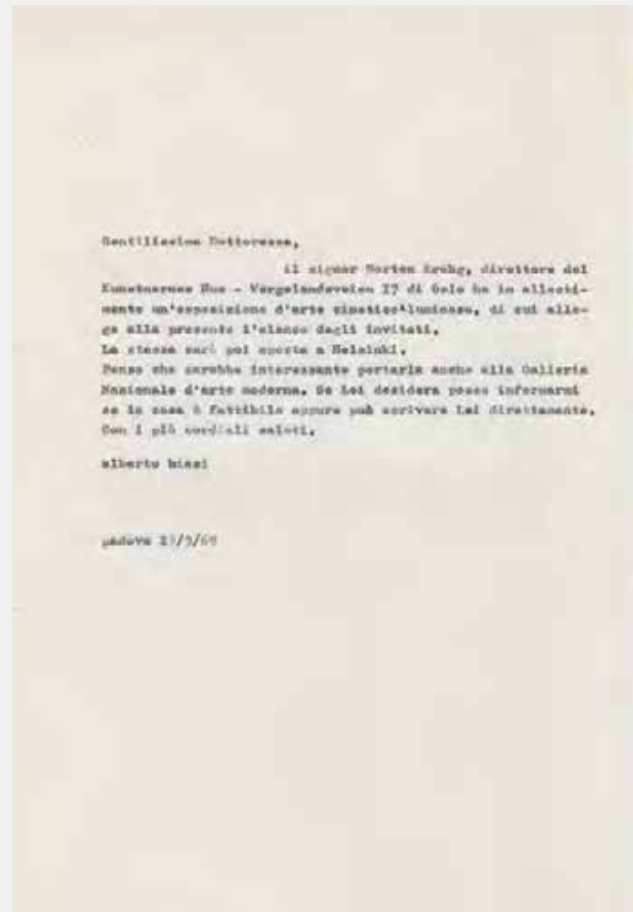 Gentilissima Dottoressa,
il signor Morten Krohg, direttore del
Kunstnernes Hus - Wergelandsveien 17 di Oslo ha in allesti-
mento un'esposizione d'arte cinetico luminosa, di cui alle-
go alla presente l'elenco degli invitati.
La stessa sarà poi aperta a Helsinki.
Penso che sarebbe interessante portarla anche alla Galleria
Nazionale d'arte moderna. Se Lei desidera posso informarmi
se la cosa è fattibile oppure può scrivere Lei direttamente.
Con i più cordiali saluti.
alberto biasi
padova /5/69